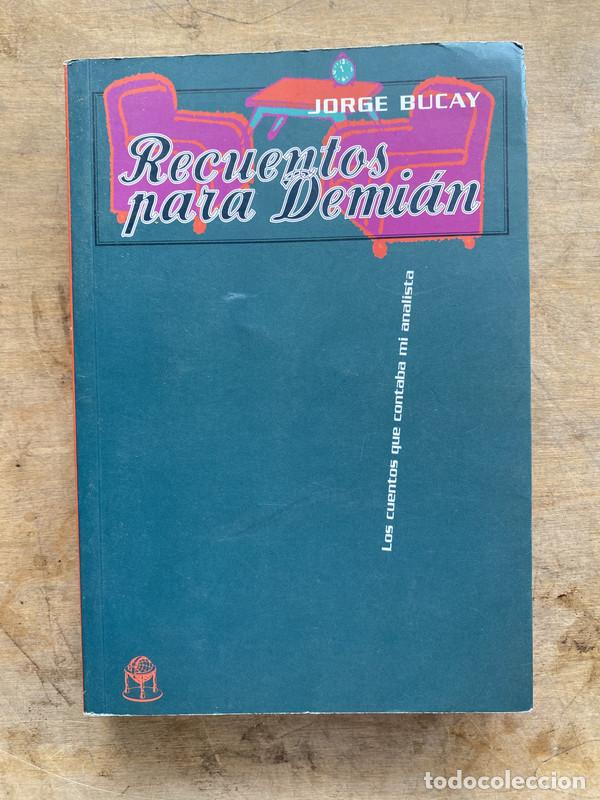 JORGE BUCAY
Recuentos
para Demián
Los cuentos que contaba mi analista
todocoleccion